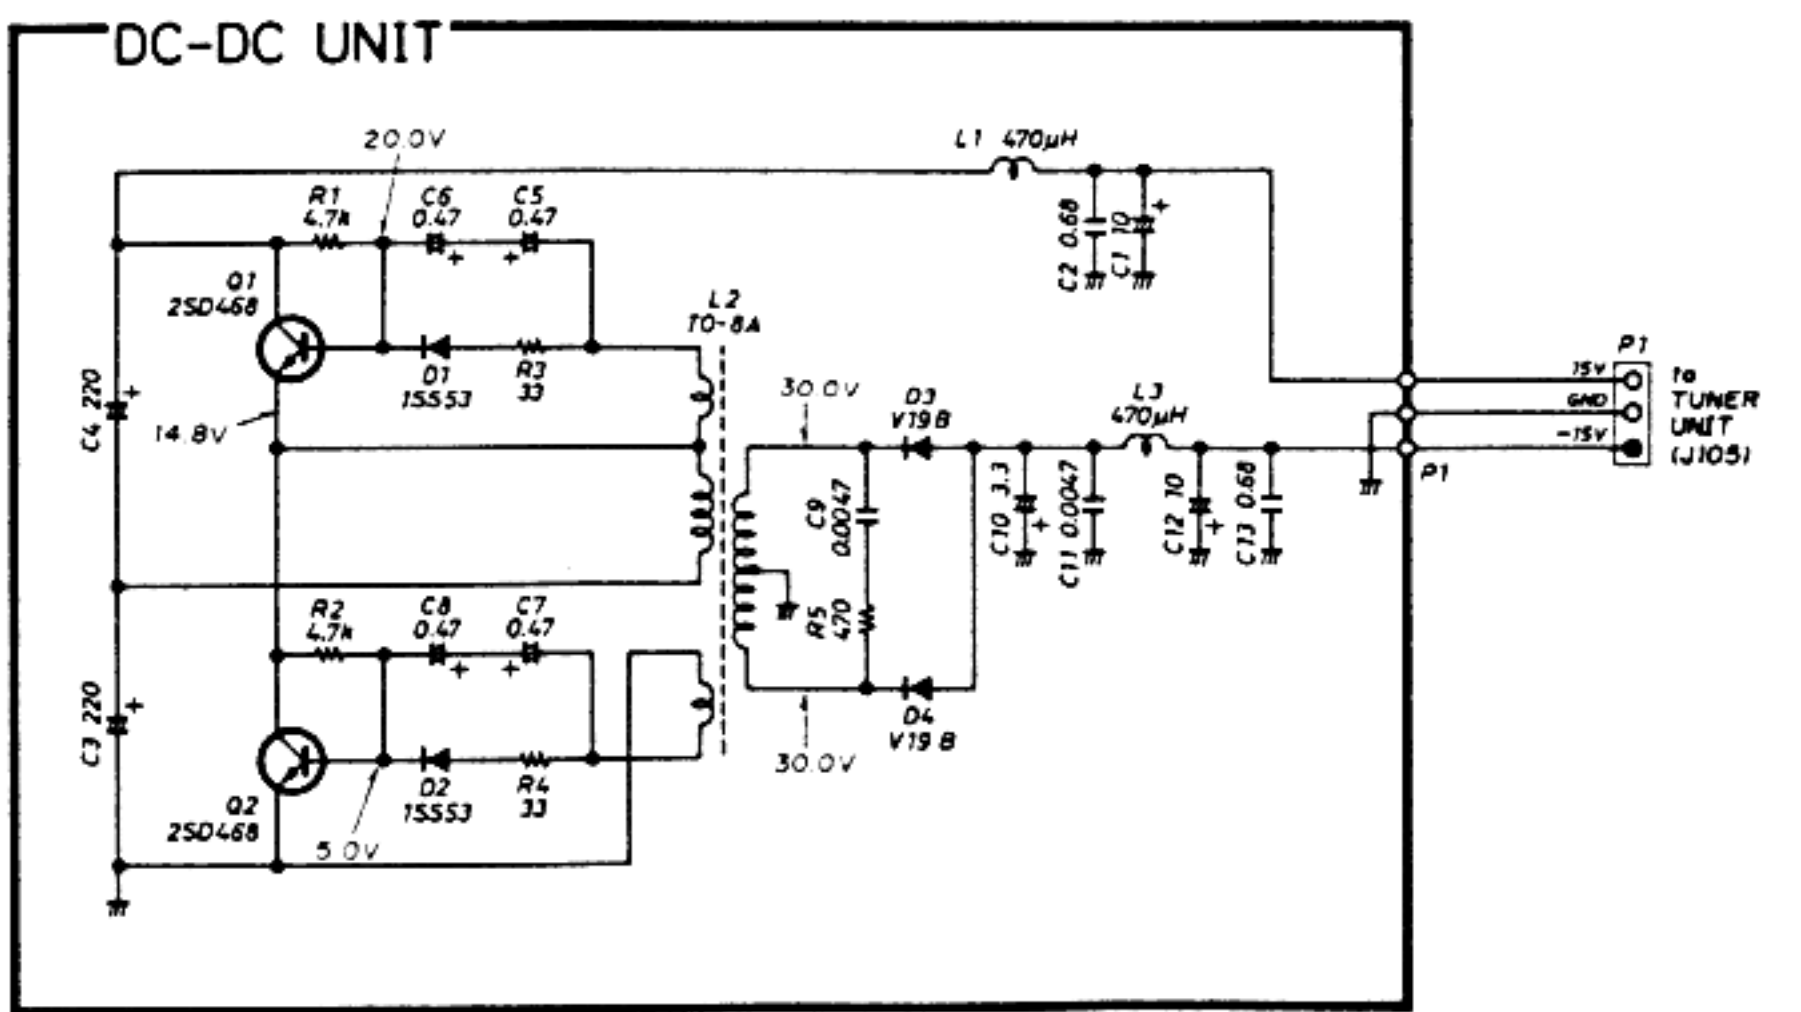 DC-DC UNIT
20.0V
L1 470μH
R1
4.7k
C6
0.47
C5
0.47
+
+
C2 0.68
C1 10
+
Q1
2SD468
L2
TO-8A
D1
1SS53
R3
33
C4 220
+
14.8V
30.0V
D3
V19B
L3
470μH
P1
15V
GND
-15V
to
TUNER
UNIT
(J105)
P1
C9
0.0047
C10 3.3
+
C11 0.0047
C12 10
+
C13 0.68
R2
4.7k
C8
0.47
C7
0.47
+
+
R5
470
C3 220
+
D4
V19B
30.0V
D2
1SS53
R4
33
Q2
2SD468
5.0V